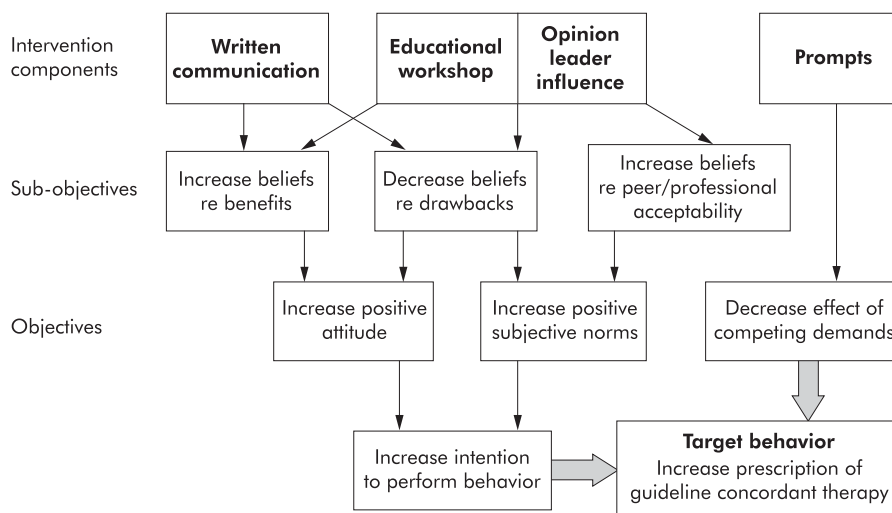 Intervention
components
Written
communication
Educational
workshop
Opinion
leader
influence
Prompts
Sub-objectives
Increase beliefs
re benefits
Decrease beliefs
re drawbacks
Increase beliefs
re peer/professional
acceptability
Objectives
Increase positive
attitude
Increase positive
subjective norms
Decrease effect of
competing demands
Increase intention
to perform behavior
Target behavior
Increase prescription of
guideline concordant therapy